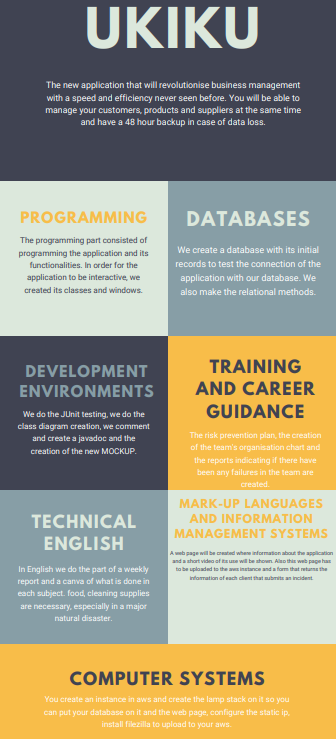 UKIKU
The new application that will revolutionise business management
with a speed and efficiency never seen before. You will be able to
manage your customers, products and suppliers at the same time
and have a 48 hour backup in case of data loss.
PROGRAMMING
The programming part consisted of
programming the application and its
functionalities. In order for the
application to be interactive, we
created its classes and windows.
DATABASES
We create a database with its initial
records to test the connection of the
application with our database. We
also make the relational methods.
DEVELOPMENT
ENVIRONMENTS
We do the JUnit testing, we do the
class diagram creation, we comment
and create a javadoc and the
creation of the new MOCKUP.
TRAINING
AND CAREER
GUIDANCE
The risk prevention plan, the creation
of the team's organisation chart and
the reports indicating if there have
been any failures in the team are
created.
TECHNICAL
ENGLISH
In English we do the part of a weekly
report and a canva of what is done in
each subject. food, cleaning supplies
are necessary, especially in a major
natural disaster.
MARK-UP LANGUAGES
AND INFORMATION
MANAGEMENT SYSTEMS
A web page will be created where information about the application
and a short video of its use will be shown. Also this web page has
to be uploaded to the aws instance and a form that returns the
information of each client that submits an incident.
COMPUTER SYSTEMS
You create an instance in aws and create the lamp stack on it so you
can put your database on it and the web page, configure the static ip,
install filezilla to upload to your aws.